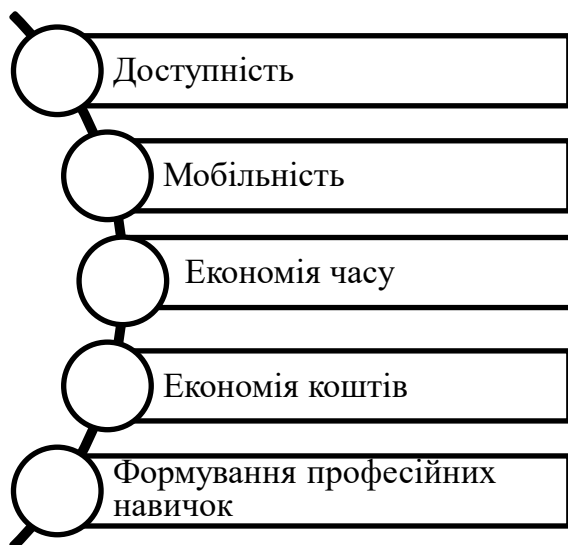 Доступність
Мобільність
Економія часу
Економія коштів
Формування професійних
навичок